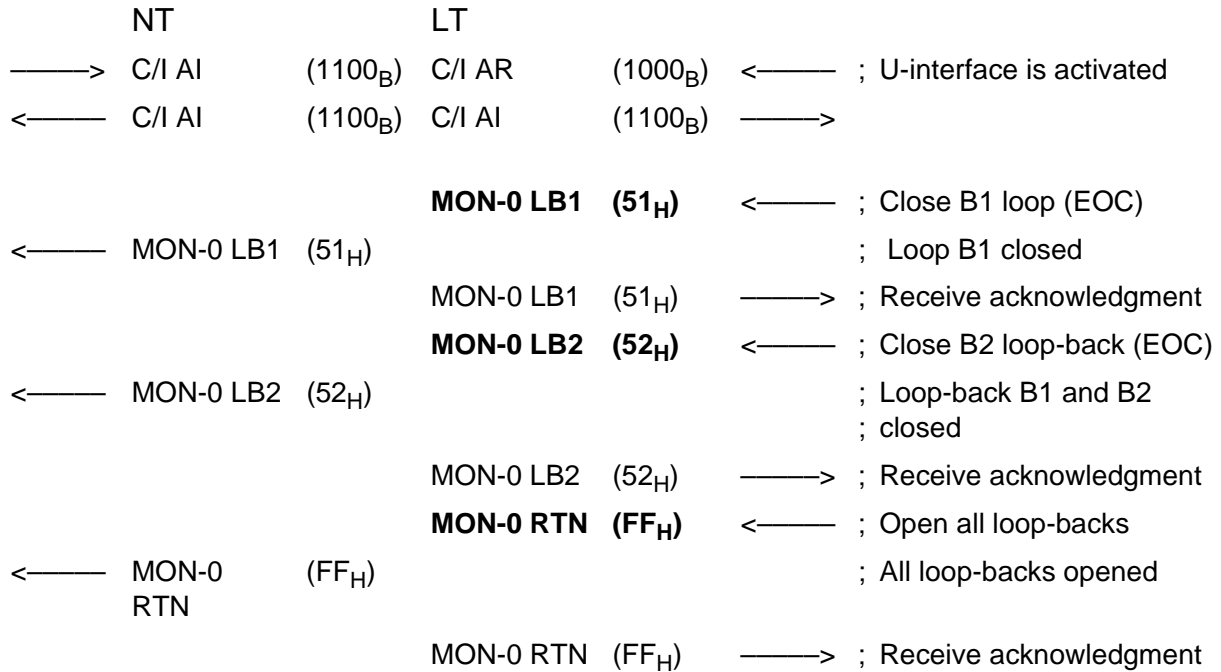 NT LT
–––––> C/I AI (1100B) C/I AR (1000B) <––––– ; U-interface is activated
<––––– C/I AI (1100B) C/I AI (1100B) –––––>
MON-0 LB1 (51H) <––––– ; Close B1 loop (EOC)
<––––– MON-0 LB1 (51H) ; Loop B1 closed
MON-0 LB1 (51H) –––––> ; Receive acknowledgment
MON-0 LB2 (52H) <––––– ; Close B2 loop-back (EOC)
<––––– MON-0 LB2 (52H) ; Loop-back B1 and B2
; closed
MON-0 LB2 (52H) –––––> ; Receive acknowledgment
MON-0 RTN (FFH) <––––– ; Open all loop-backs
<––––– MON-0 (FFH) ; All loop-backs opened
RTN
MON-0 RTN (FFH) –––––> ; Receive acknowledgment